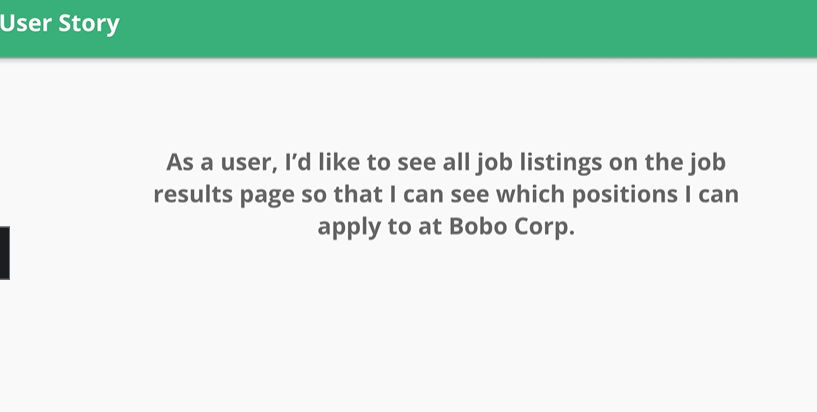 User Story
As a user, I’d like to see all job listings on the job
results page so that I can see which positions I can
apply to at Bobo Corp.